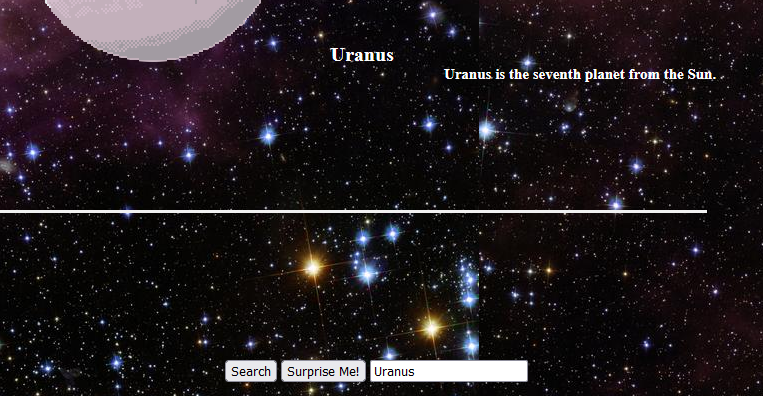 Uranus
Uranus is the seventh planet from the Sun.
Search Surprise Me! Uranus